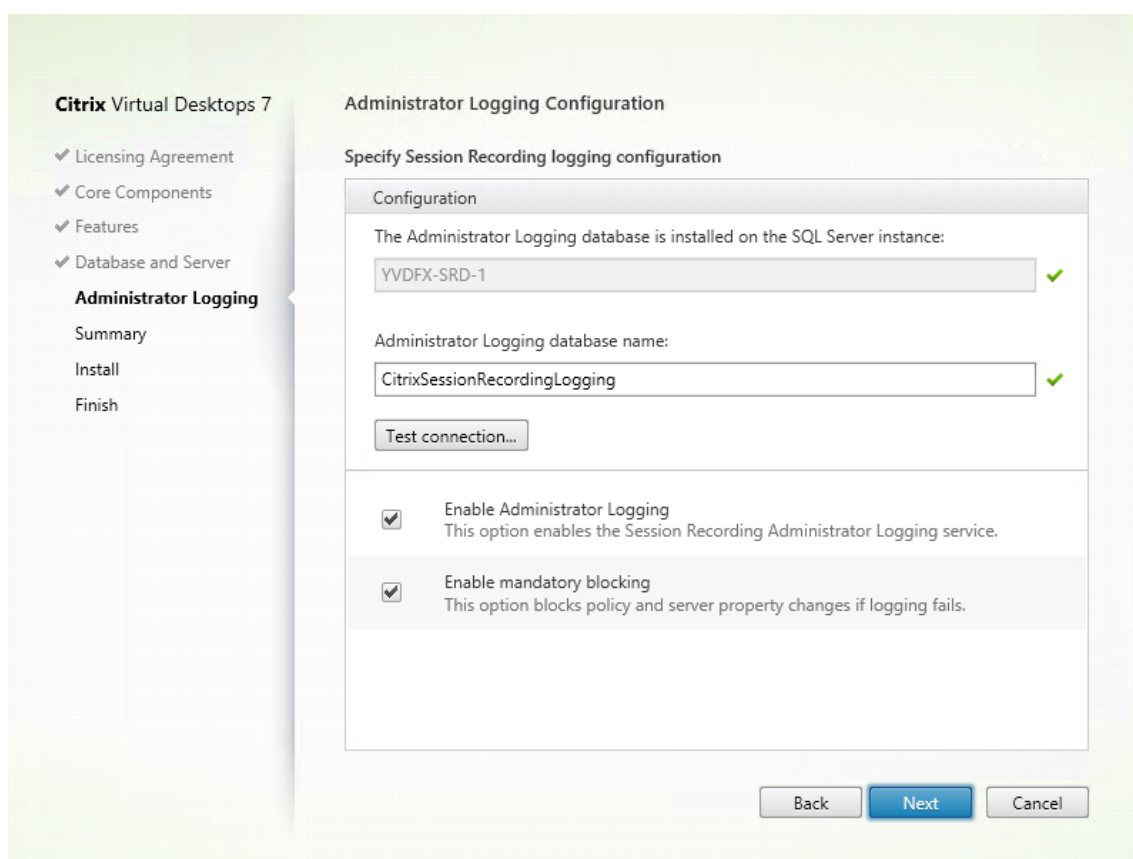 Citrix Virtual Desktops 7
Licensing Agreement
Core Components
Features
Database and Server
Administrator Logging
Summary
Install
Finish
Administrator Logging Configuration
Specify Session Recording logging configuration
Configuration
The Administrator Logging database is installed on the SQL Server instance:
YVDFX-SRD-1
Administrator Logging database name:
CitrixSessionRecordingLogging
Test connection...
Enable Administrator Logging
This option enables the Session Recording Administrator Logging service.
Enable mandatory blocking
This option blocks policy and server property changes if logging fails.
Back
Next
Cancel